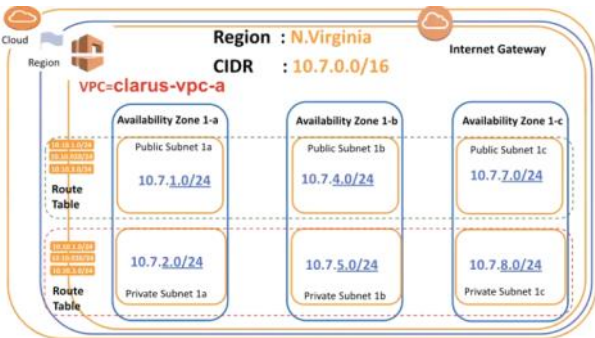 Cloud
Region
Region : N.Virginia
CIDR : 10.7.0.0/16
Internet Gateway
VPC=clarus-vpc-a
Availability Zone 1-a
Availability Zone 1-b
Availability Zone 1-c
Public Subnet 1a
Public Subnet 1b
Public Subnet 1c
10.7.1.0/24
10.7.4.0/24
10.7.7.0/24
Route
Table
10.7.2.0/24
10.7.5.0/24
10.7.8.0/24
Route
Table
Private Subnet 1a
Private Subnet 1b
Private Subnet 1c